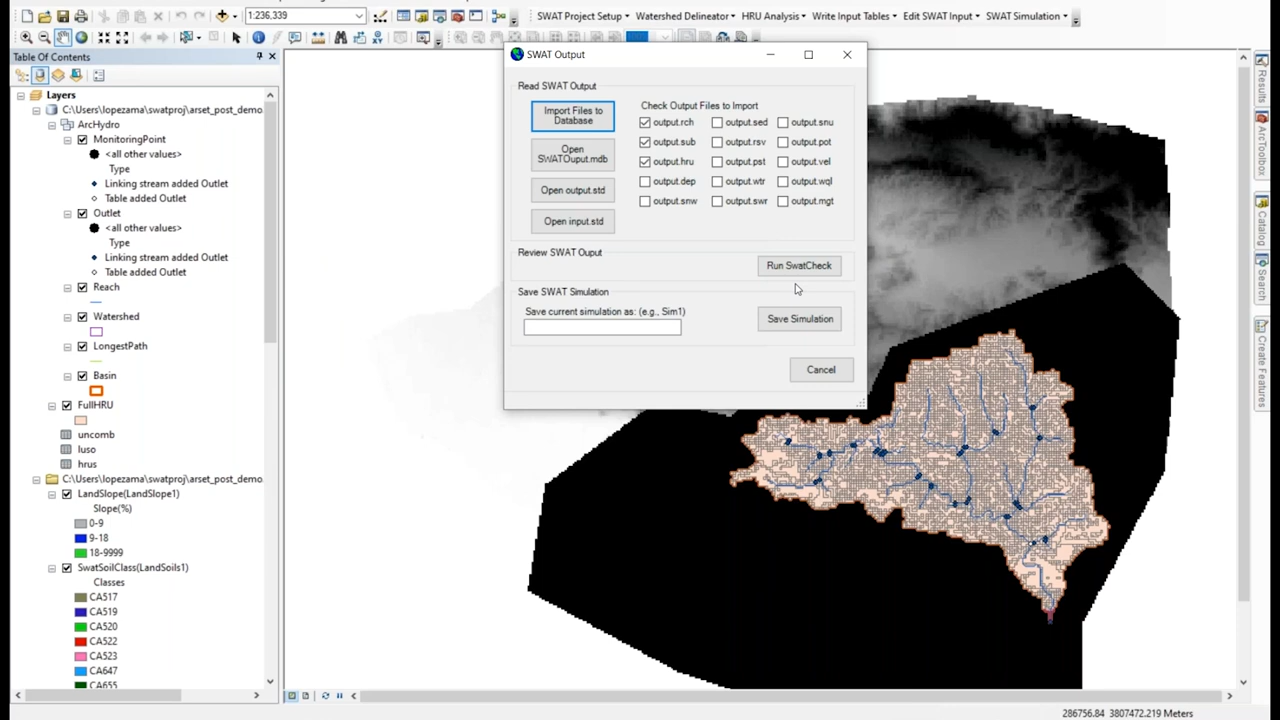 1:236,339
SWAT Project Setup
Watershed Delineator
HRU Analysis
Write Input Tables
Edit SWAT Input
SWAT Simulation
Table Of Contents
Layers
C:\Users\lopezama\swatproj\arset_post_demo.
ArcHydro
MonitoringPoint
<all other values>
Type
Linking stream added Outlet
Table added Outlet
Outlet
<all other values>
Type
Linking stream added Outlet
Table added Outlet
Reach
Watershed
LongestPath
Basin
FullHRU
uncomb
luso
hrus
C:\Users\lopezama\swatproj\arset_post_demo.
LandSlope(LandSlope1)
Slope(%)
0-9
9-18
18-9999
SwatSoilClass(LandSoils1)
Classes
CA517
CA519
CA520
CA522
CA523
CA647
CA655
SWAT Output
Read SWAT Output
Import Files to Database
Open SWATOuput.mdb
Open output.std
Open input.std
Check Output Files to Import
output.rch output.sed output.snu
output.sub output.rsv output.pot
output.hru output.pst output.vel
output.dep output.wtr output.wql
output.snw output.swr output.mgt
Review SWAT Ouput
Run SwatCheck
Save SWAT Simulation
Save current simulation as: (e.g., Sim1)
Save Simulation
Cancel
Results
ArcToolbox
Catalog
Search
Create Features
286756.84 3807472.219 Meters